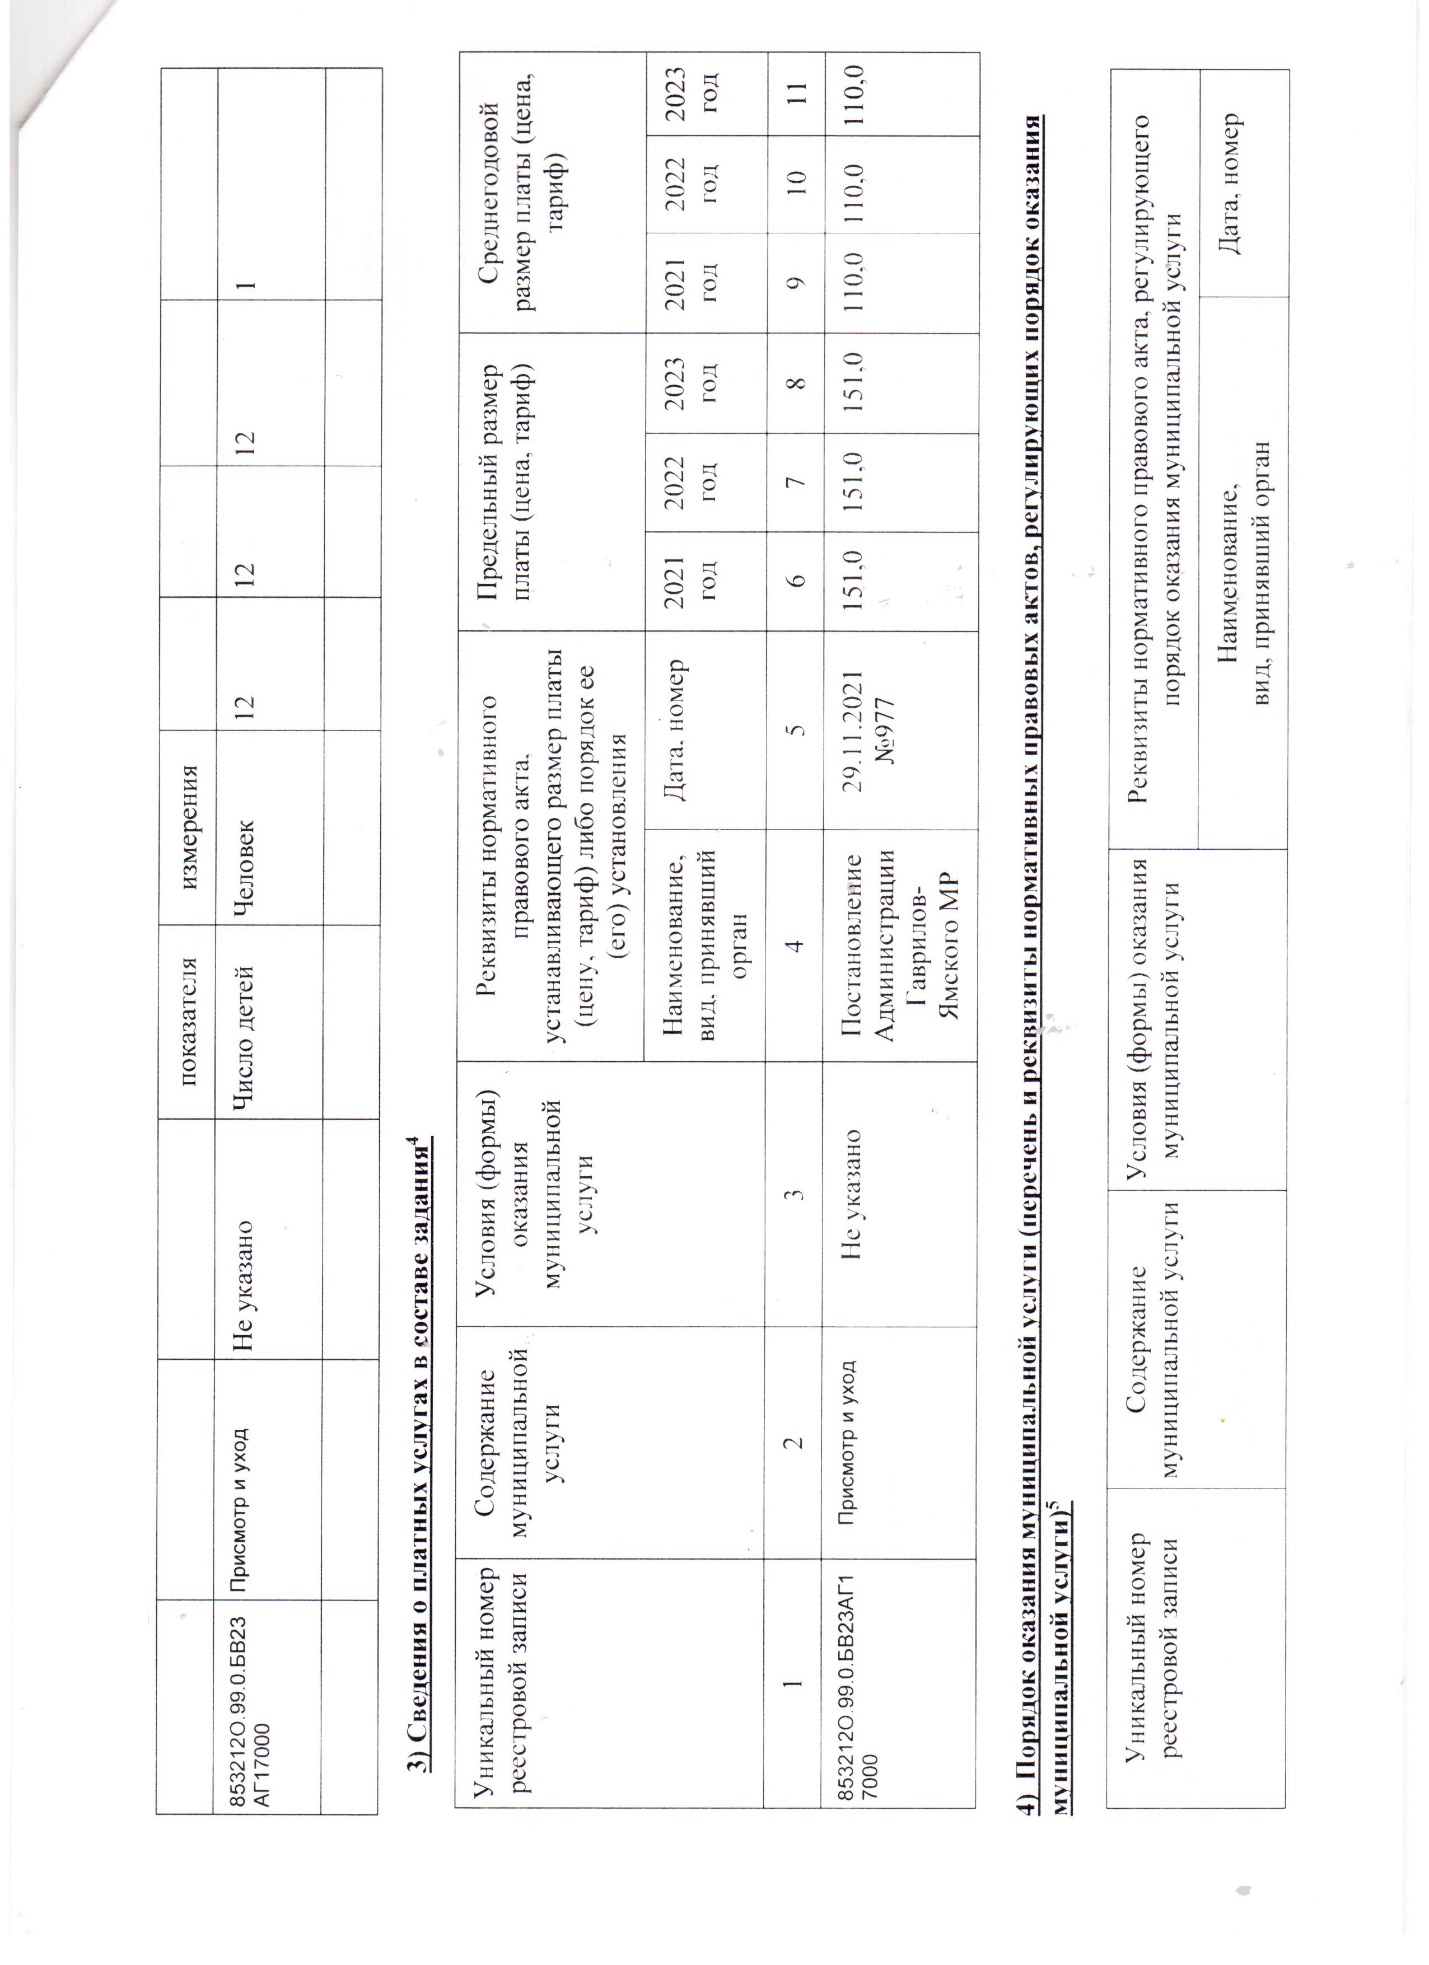 показателя
измерения
853212О.99.0.БВ23
АГ17000
Присмотр и уход
Не указано
Число детей
Человек
12
12
12
1
3) Сведения о платных услугах в составе задания⁴
Уникальный номер
реестровой записи
Содержание
муниципальной
услуги
Условия (формы)
оказания
муниципальной
услуги
Реквизиты нормативного
правового акта,
устанавливающего размер платы
(цену, тариф) либо порядок ее
(его) установления
Предельный размер
платы (цена, тариф)
Среднегодовой
размер платы (цена,
тариф)
Наименование,
вид, принявший
орган
Дата, номер
2021
год
2022
год
2023
год
2021
год
2022
год
2023
год
1
2
3
4
5
6
7
8
9
10
11
853212О.99.0.БВ23АГ1
7000
Присмотр и уход
Не указано
Постановление
Администрации
Гаврилов-
Ямского МР
29.11.2021
№977
151,0
151,0
151,0
110,0
110,0
110,0
4) Порядок оказания муниципальной услуги (перечень и реквизиты нормативных правовых актов, регулирующих порядок оказания
муниципальной услуги)⁵
Уникальный номер
реестровой записи
Содержание
муниципальной услуги
Условия (формы) оказания
муниципальной услуги
Реквизиты нормативного правового акта, регулирующего
порядок оказания муниципальной услуги
Наименование,
вид, принявший орган
Дата, номер